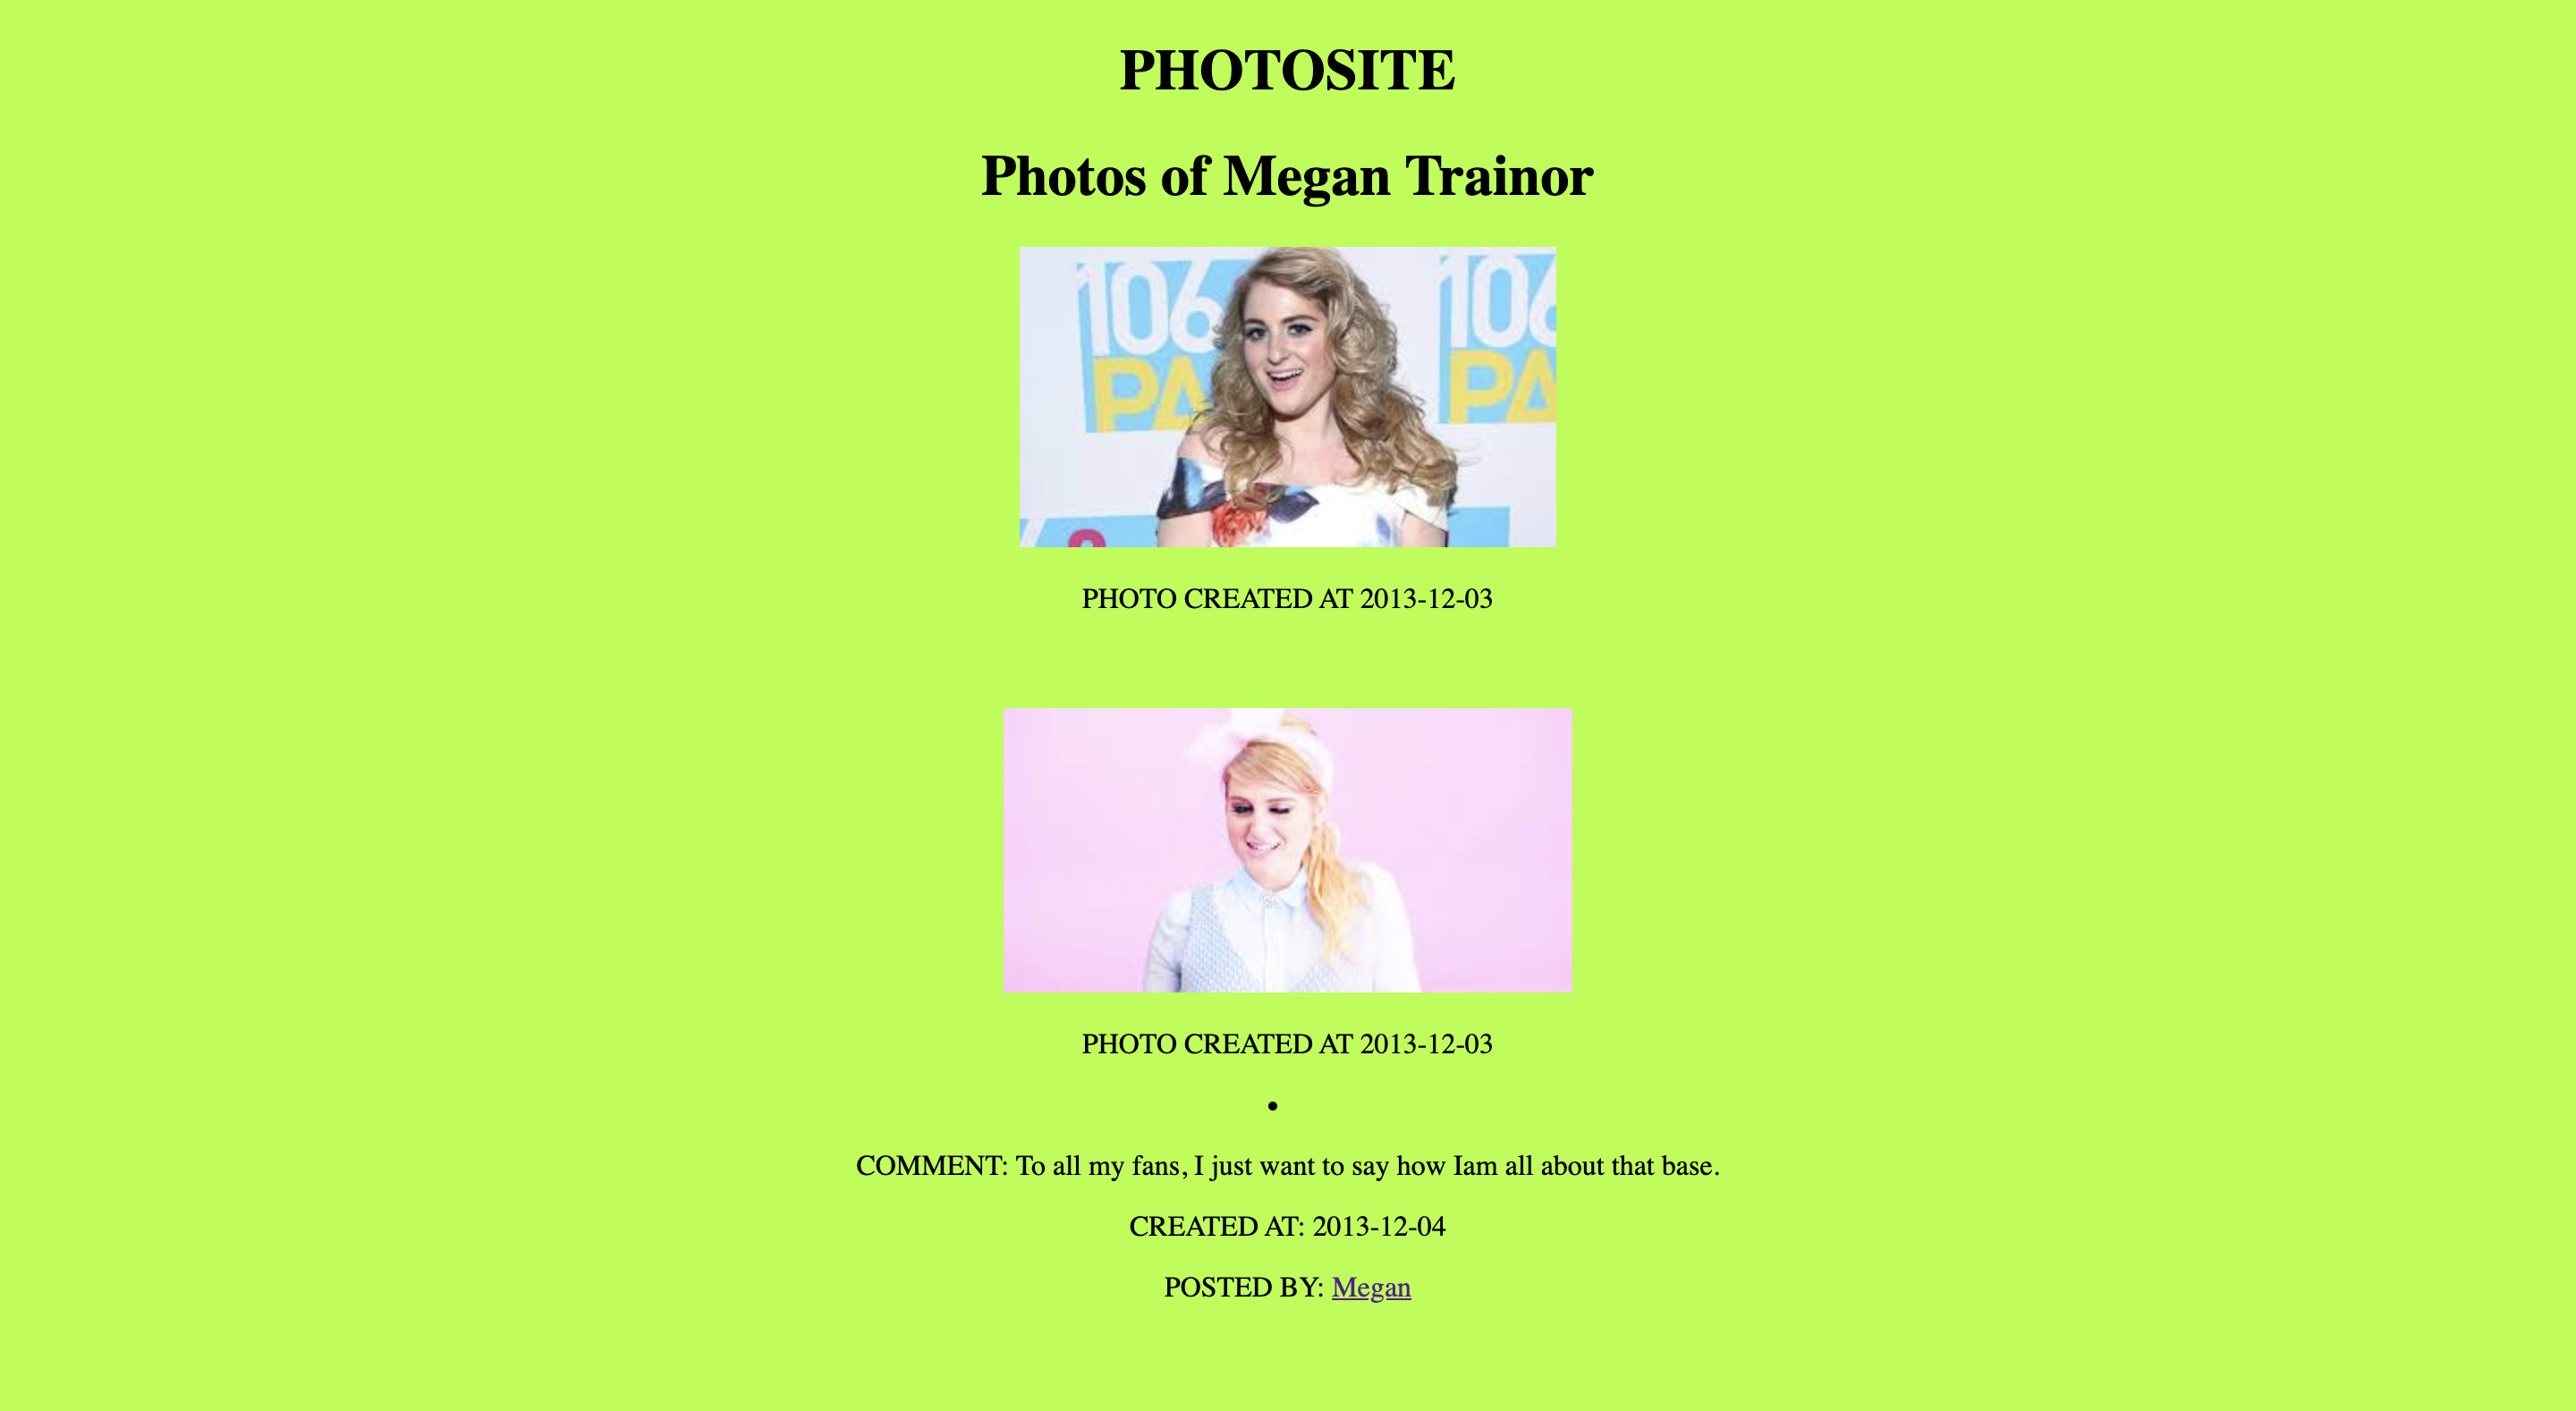 PHOTOSITE
Photos of Megan Trainor
106 106
PA PA
PHOTO CREATED AT 2013-12-03
PHOTO CREATED AT 2013-12-03
COMMENT: To all my fans, I just want to say how Iam all about that base.
CREATED AT: 2013-12-04
POSTED BY: Megan